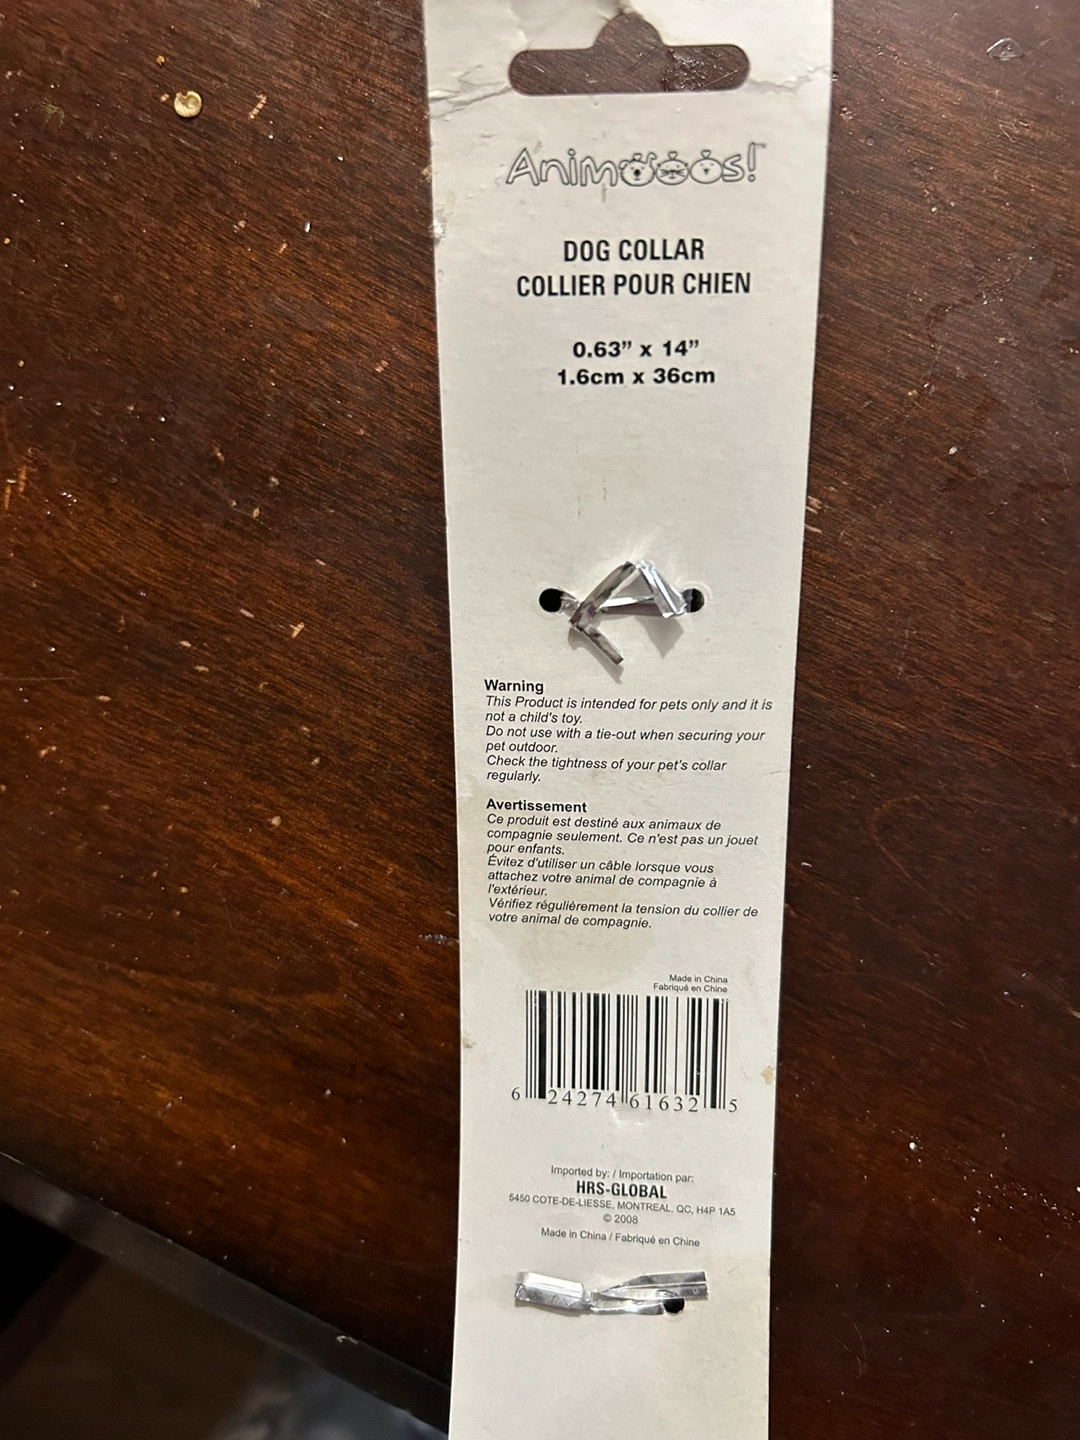 Animooos!™
DOG COLLAR
COLLIER POUR CHIEN
0.63” x 14”
1.6cm x 36cm
Warning
This Product is intended for pets only and it is
not a child's toy.
Do not use with a tie-out when securing your
pet outdoor.
Check the tightness of your pet's collar
regularly.
Avertissement
Ce produit est destiné aux animaux de
compagnie seulement. Ce n'est pas un jouet
pour enfants.
Évitez d'utiliser un câble lorsque vous
attachez votre animal de compagnie à
l'extérieur.
Vérifiez régulièrement la tension du collier de
votre animal de compagnie.
Made in China
Fabriqué en Chine
6 24274 61632 5
Imported by: / Importation par:
HRS-GLOBAL
5450 COTE-DE-LIESSE, MONTREAL, QC, H4P 1A5
© 2008
Made in China / Fabriqué en Chine